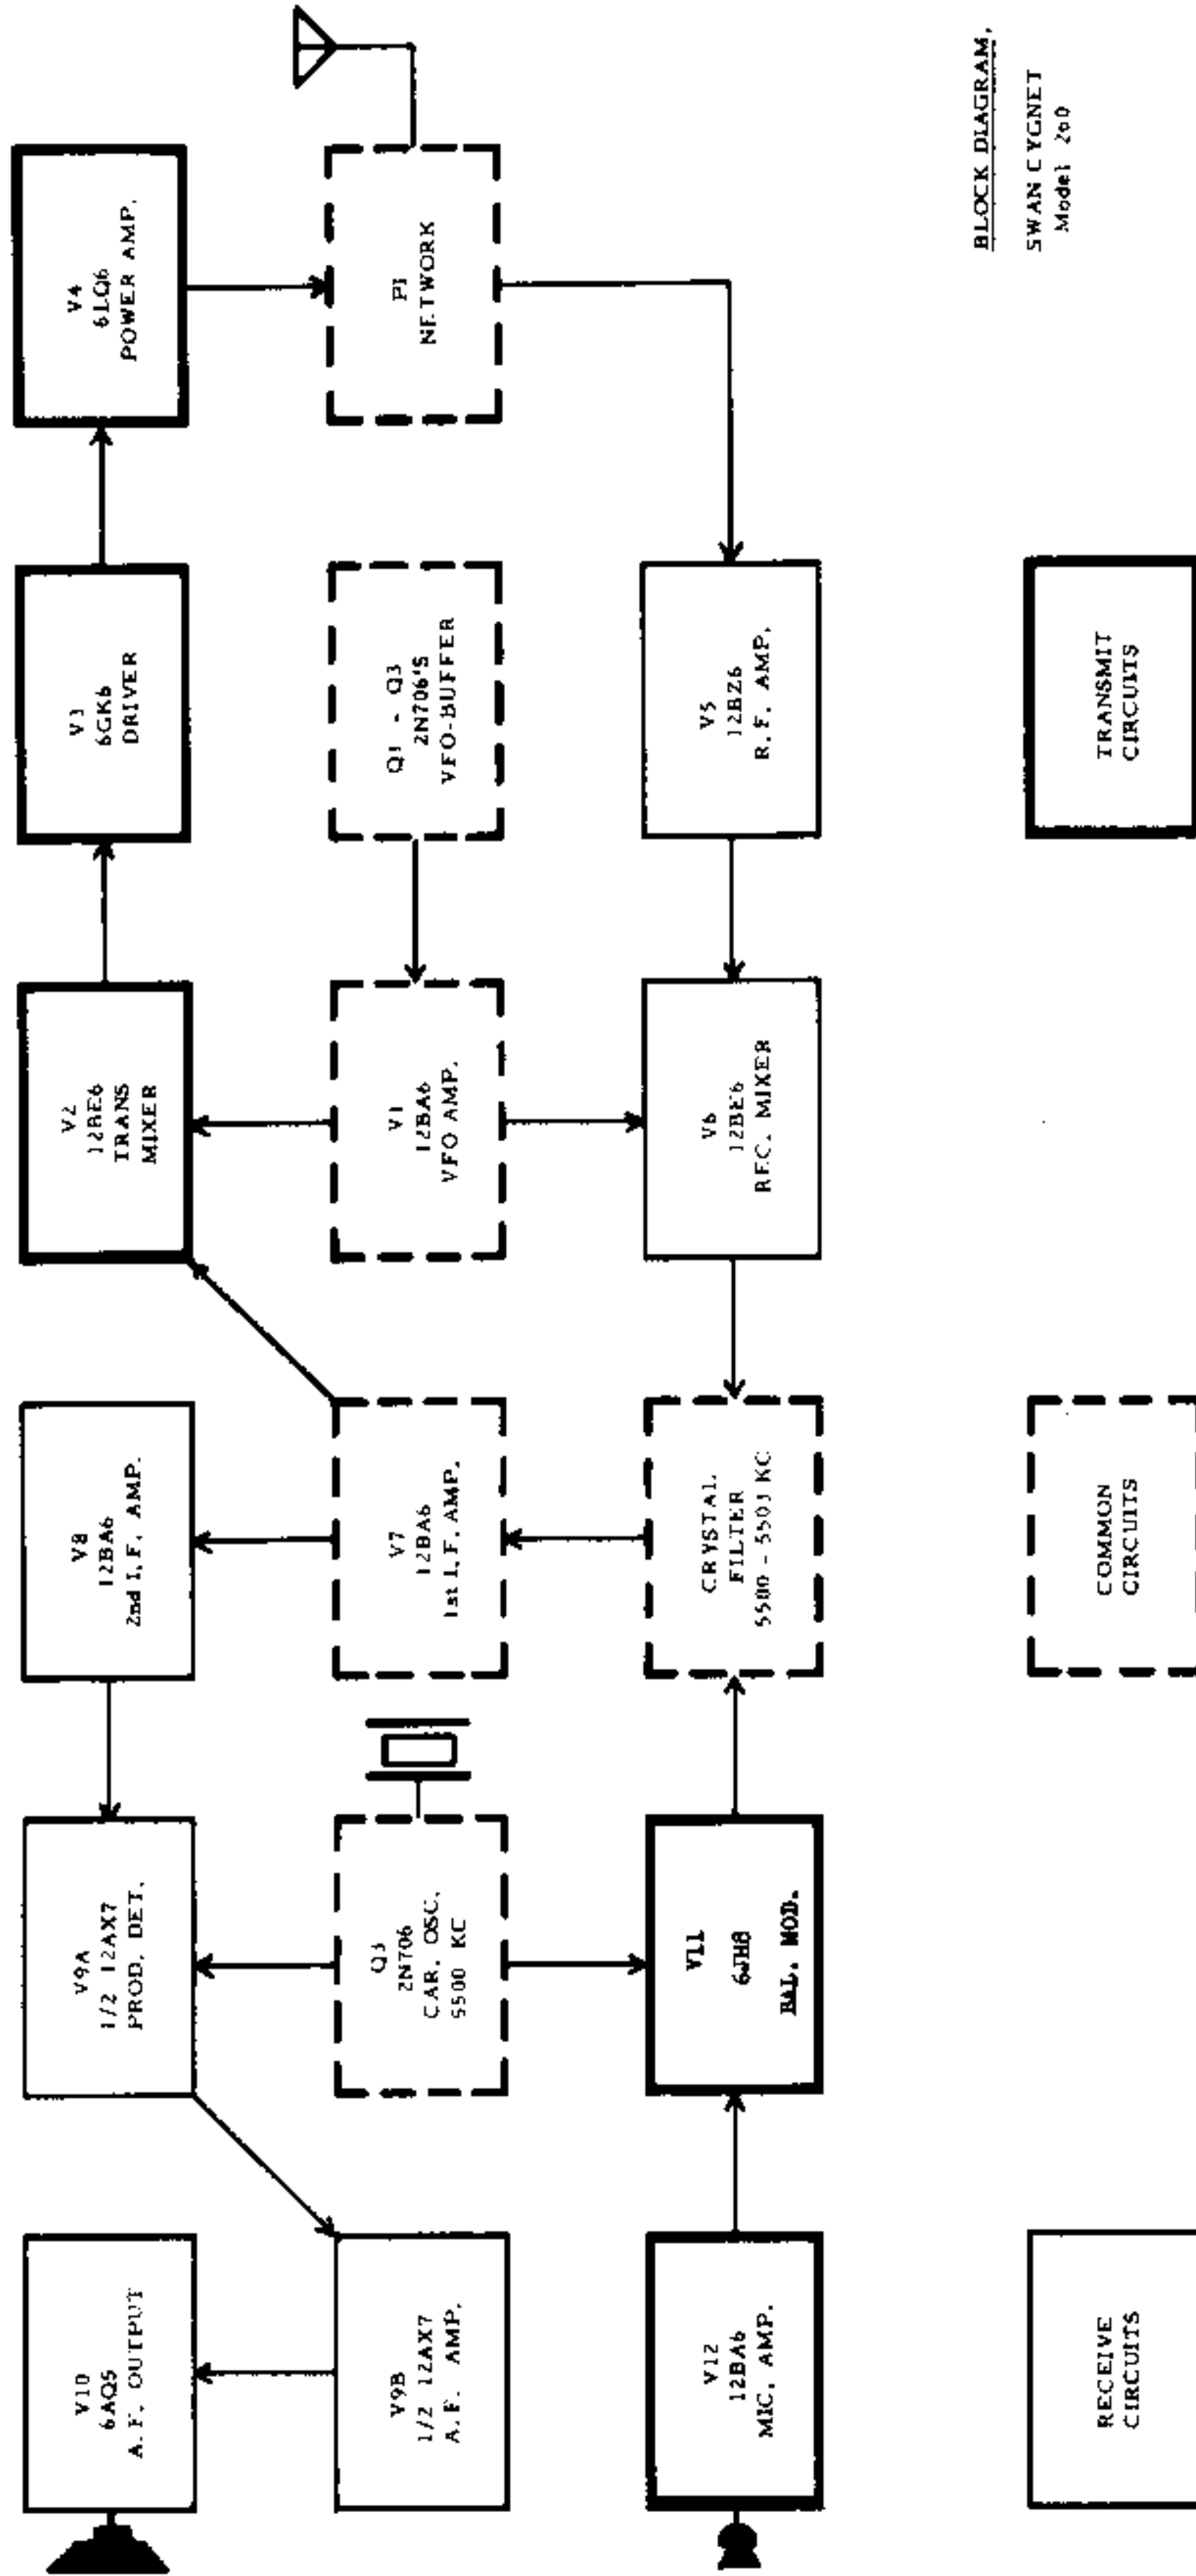 V10
6AQ5
A.F. OUTPUT
V9A
1/2 12AX7
PROD. DET.
V8
12BA6
2nd I.F. AMP.
V2
12BE6
TRANS
MIXER
V3
6GK6
DRIVER
V4
6LQ6
POWER AMP.
V9B
1/2 12AX7
A.F. AMP.
Q3
2N706
CAR. OSC.
5500 KC
V7
12BA6
1st I.F. AMP.
V1
12BA6
VFO AMP.
Q1 - Q3
2N706'S
VFO-BUFFER
PI
NETWORK
V12
12BA6
MIC. AMP.
V11
6JH8
BAL. MOD.
CRYSTAL
FILTER
5500 - 5503 KC
V6
12BE6
REC. MIXER
V5
12BZ6
R.F. AMP.
RECEIVE
CIRCUITS
COMMON
CIRCUITS
TRANSMIT
CIRCUITS
BLOCK DIAGRAM,
SWAN CYGNET
Model 260